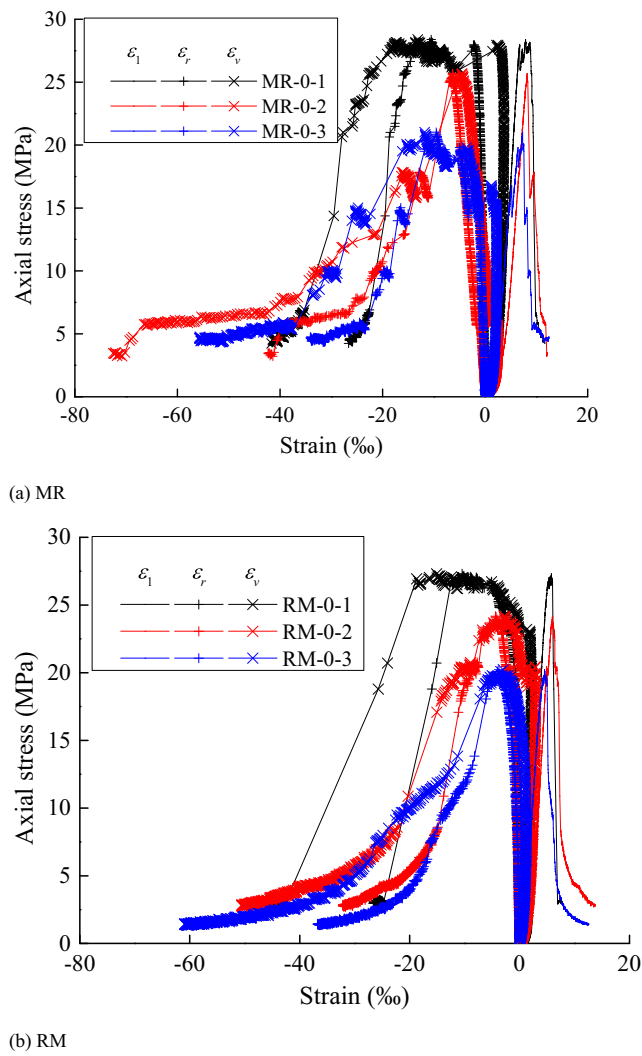 30
25
20
15
10
5
0
Axial stress (MPa)
ε₁ εᵣ εᵥ
MR-0-1
MR-0-2
MR-0-3
-80 -60 -40 -20 0 20
Strain (‰)
(a) MR
30
25
20
15
10
5
0
Axial stress (MPa)
ε₁ εᵣ εᵥ
RM-0-1
RM-0-2
RM-0-3
-80 -60 -40 -20 0 20
Strain (‰)
(b) RM